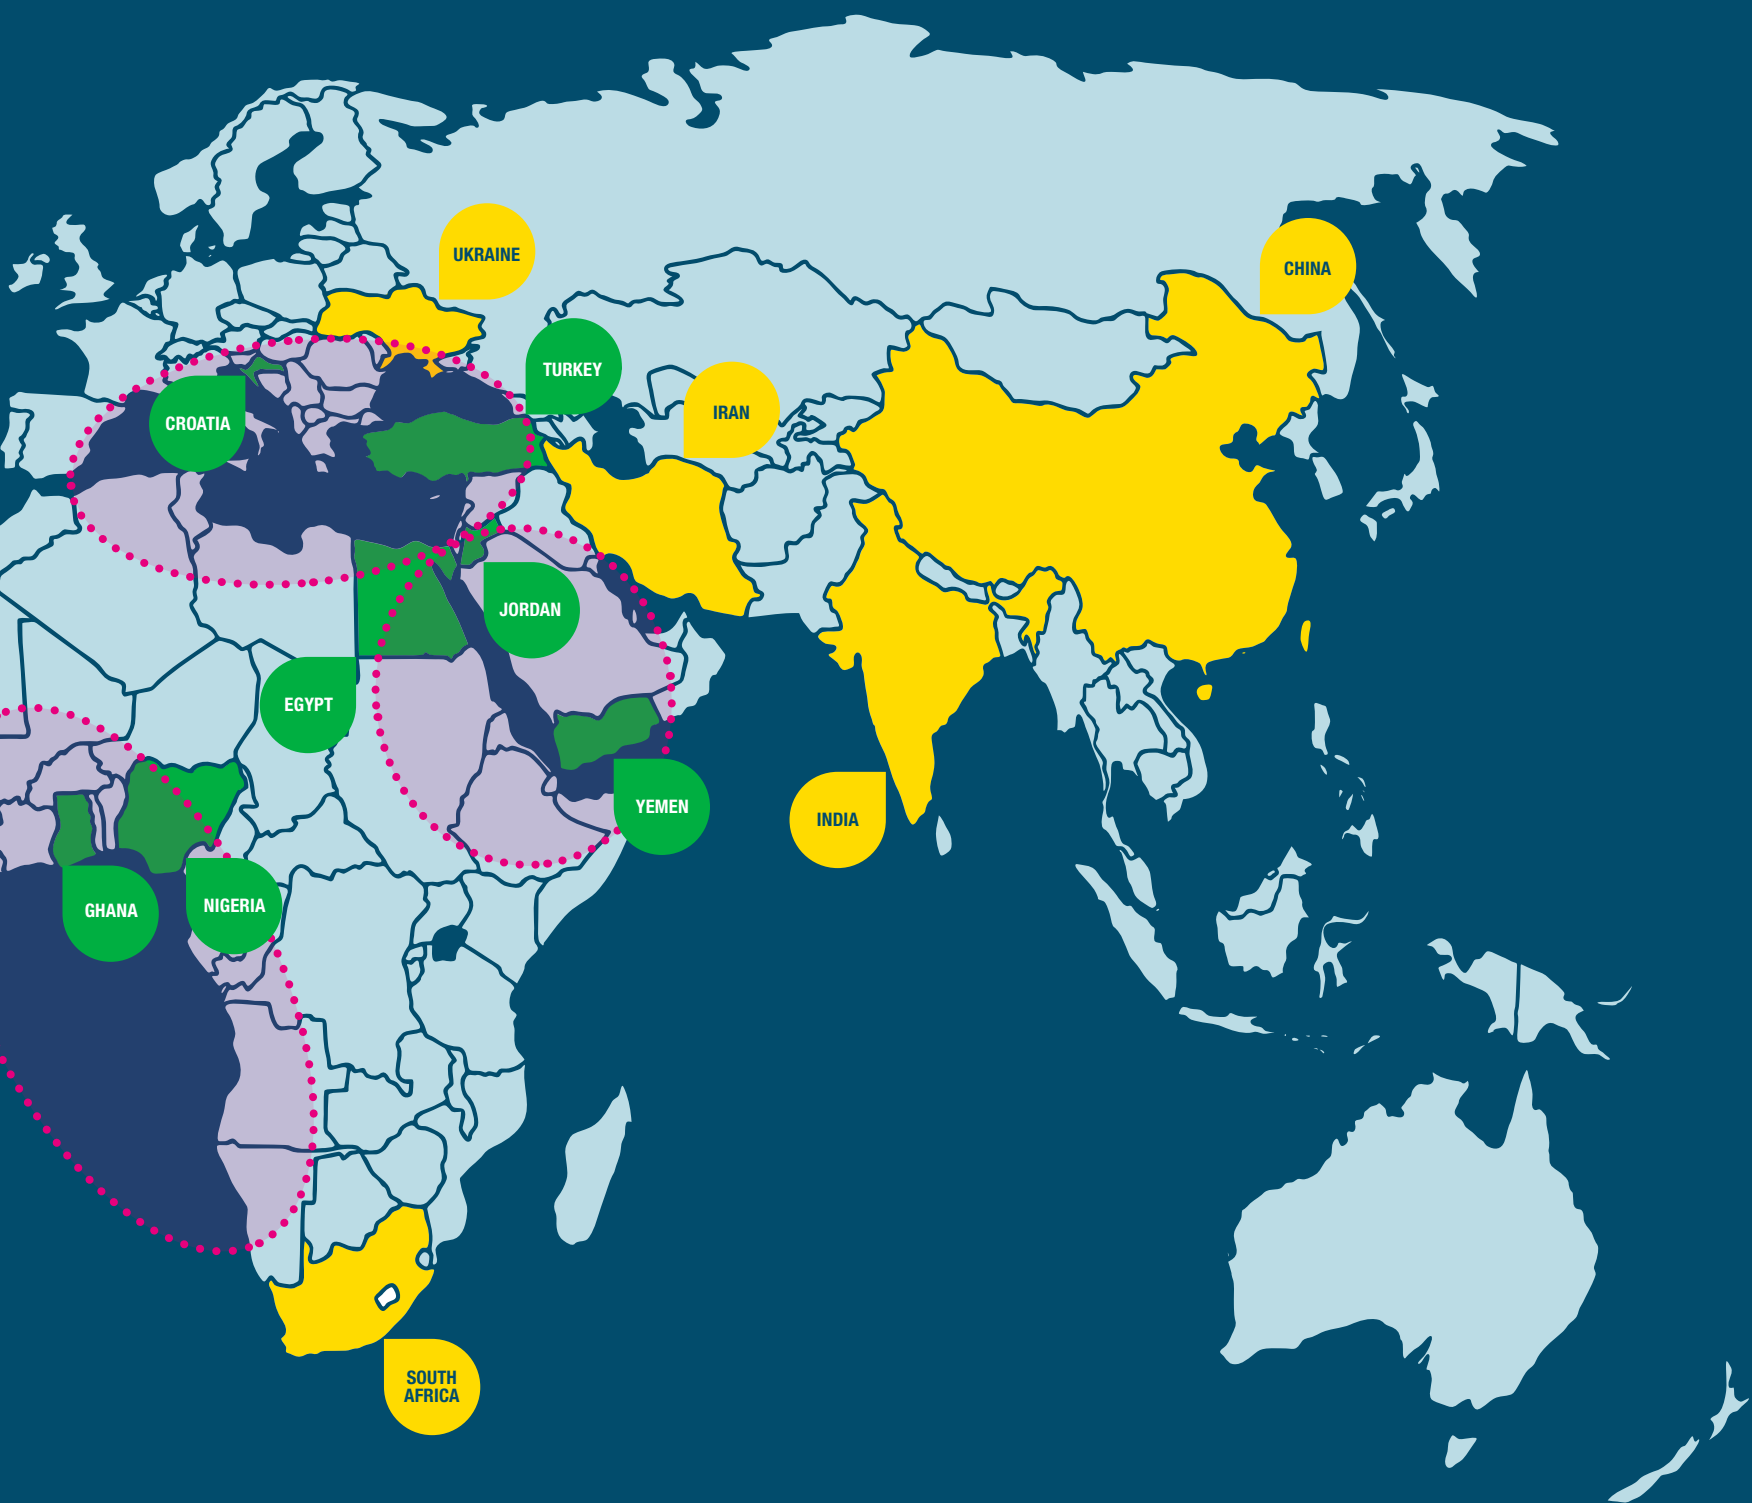 UKRAINE
CHINA
TURKEY
IRAN
CROATIA
JORDAN
EGYPT
YEMEN
INDIA
GHANA
NIGERIA
SOUTH
AFRICA